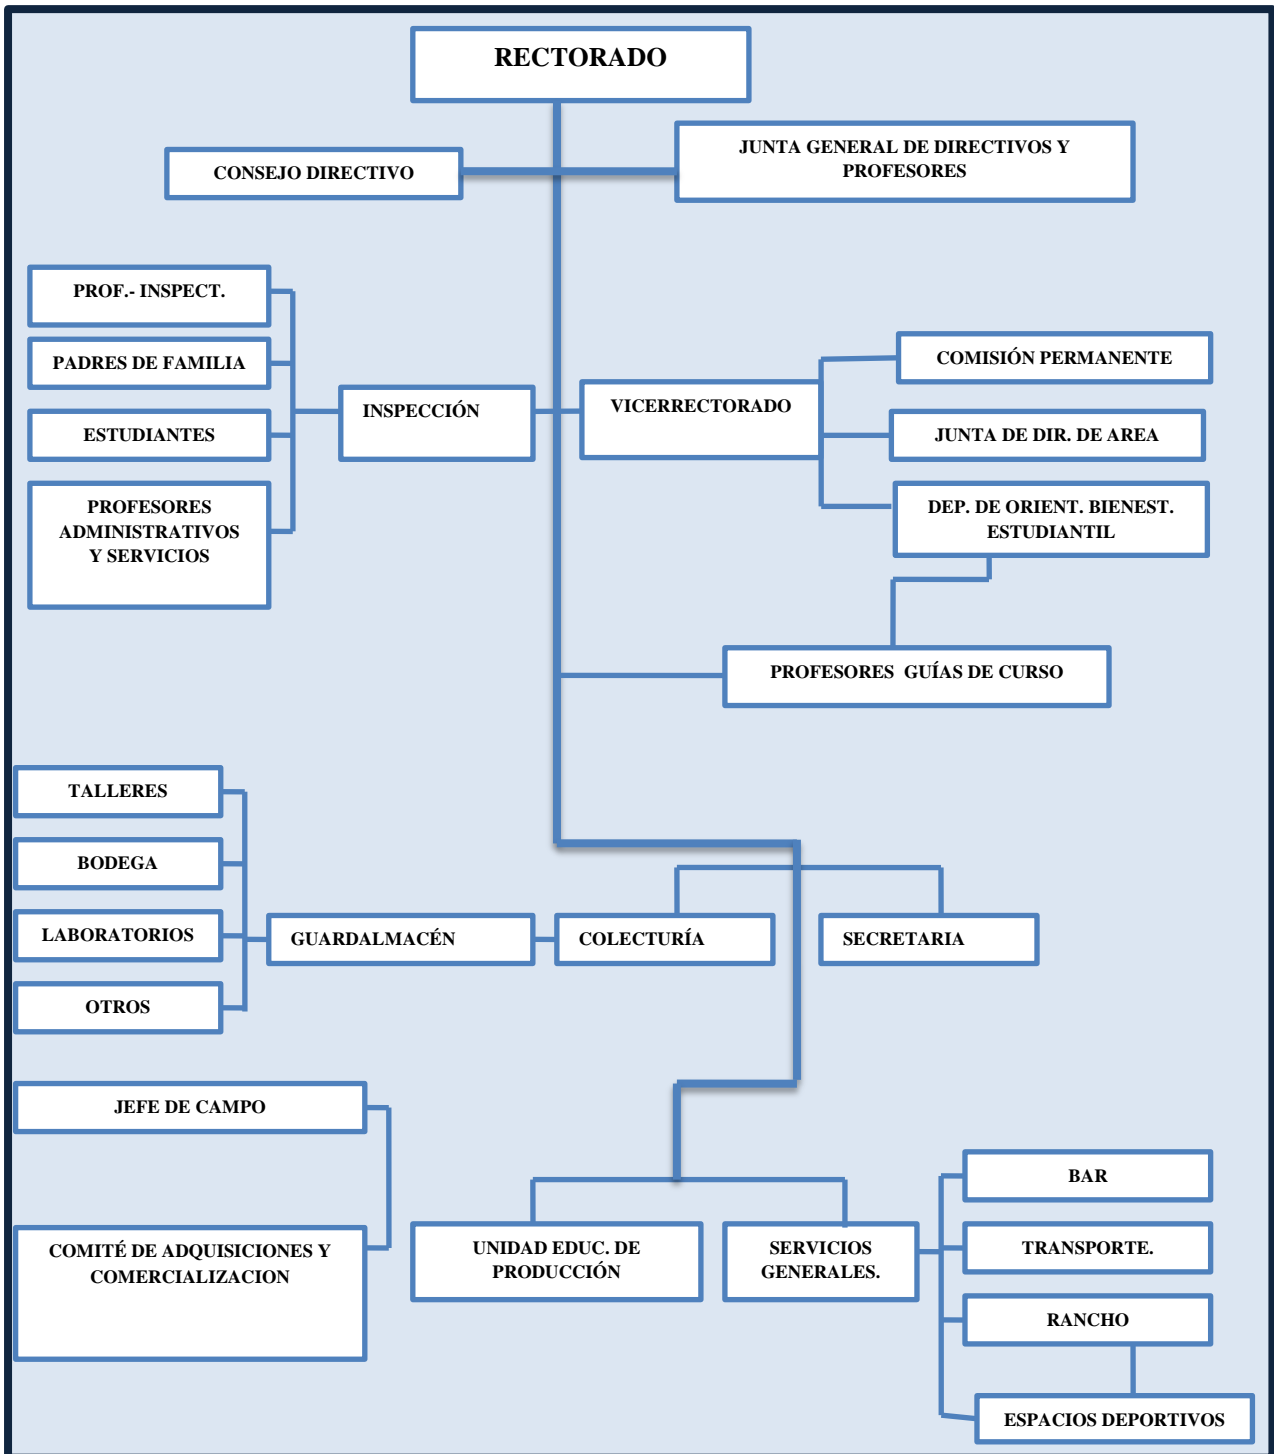 RECTORADO
CONSEJO DIRECTIVO
JUNTA GENERAL DE DIRECTIVOS Y
PROFESORES
PROF.- INSPECT.
PADRES DE FAMILIA
ESTUDIANTES
PROFESORES
ADMINISTRATIVOS
Y SERVICIOS
INSPECCIÓN
VICERRECTORADO
COMISIÓN PERMANENTE
JUNTA DE DIR. DE AREA
DEP. DE ORIENT. BIENEST.
ESTUDIANTIL
PROFESORES  GUÍAS DE CURSO
TALLERES
BODEGA
LABORATORIOS
OTROS
GUARDALMACÉN
COLECTURÍA
SECRETARIA
JEFE DE CAMPO
COMITÉ DE ADQUISICIONES Y
COMERCIALIZACION
UNIDAD EDUC. DE
PRODUCCIÓN
SERVICIOS
GENERALES.
BAR
TRANSPORTE.
RANCHO
ESPACIOS DEPORTIVOS